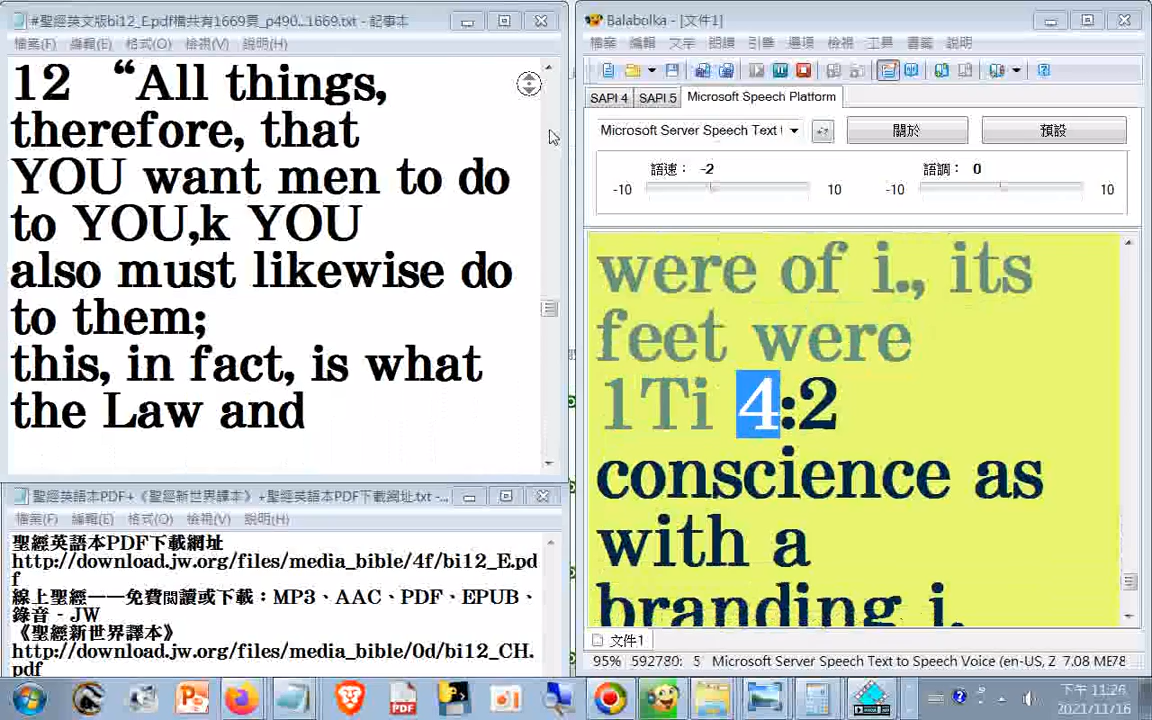 #聖經英文版bi12_E.pdf檔共有1669頁_p490...1669.txt - 記事本
檔案(F) 編輯(E) 格式(O) 檢視(V) 說明(H)
12 “All things,
therefore, that
YOU want men to do
to YOU,k YOU
also must likewise do
to them;
this, in fact, is what
the Law and
聖經英語本PDF+《聖經新世界譯本》+聖經英語本PDF下載網址.txt - ...
檔案(F) 編輯(E) 格式(O) 檢視(V) 說明(H)
聖經英語本PDF下載網址
http://download.jw.org/files/media_bible/4f/bi12_E.pd
f
線上聖經——免費閱讀或下載：MP3、AAC、PDF、EPUB、
錄音 - JW
《聖經新世界譯本》
http://download.jw.org/files/media_bible/0d/bi12_CH.
pdf
Balabolka - [文件1]
檔案 編輯 文字 朗讀 引擎 選項 檢視 工具 書籤 說明
SAPI 4 SAPI 5 Microsoft Speech Platform
Microsoft Server Speech Text 關於 預設
語速： -2 語調： 0
-10 10 -10 10
were of i., its
feet were
1Ti 4:2
conscience as
with a
branding i.
文件1
95% 592780: 5 Microsoft Server Speech Text to Speech Voice (en-US, Z 7.08 ME78
下午 11:26
2021/11/16